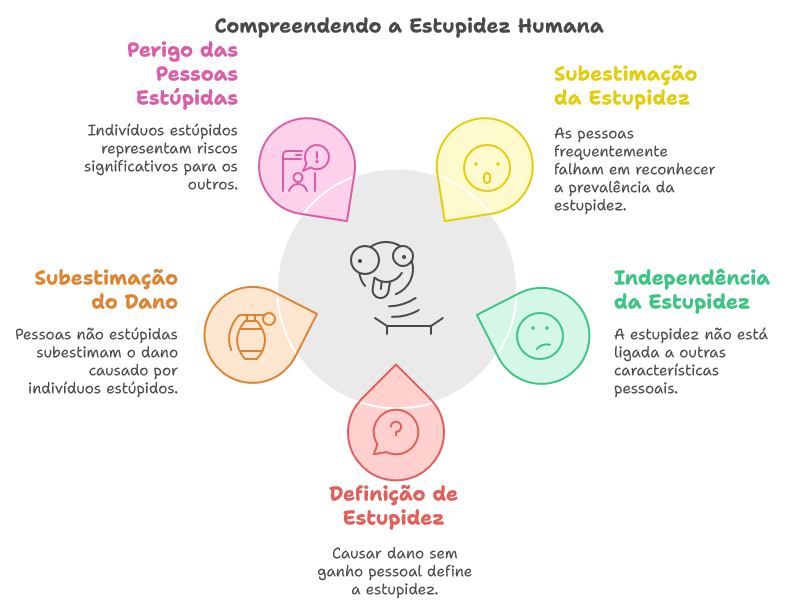 Compreendendo a Estupidez Humana
Perigo das
Pessoas
Estúpidas
Indivíduos estúpidos
representam riscos
significativos para os
outros.
Subestimação
da Estupidez
As pessoas
frequentemente
falham em reconhecer
a prevalência da
estupidez.
Subestimação
do Dano
Pessoas não estúpidas
subestimam o dano
causado por
indivíduos estúpidos.
Independência
da Estupidez
A estupidez não está
ligada a outras
características
pessoais.
Definição de
Estupidez
Causar dano sem
ganho pessoal define
a estupidez.